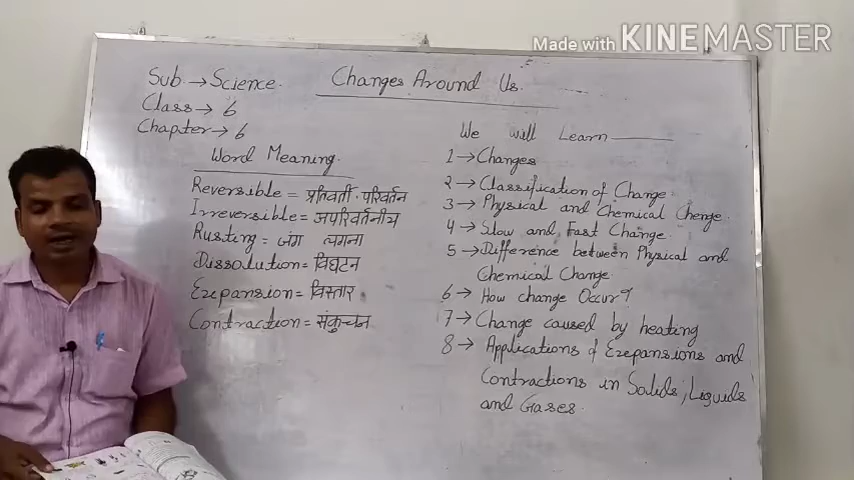 Made with KINEMASTER
Sub → Science.
Changes Around Us.
Class → 6
Chapter → 6
Word Meaning.
Reversible = प्रतिवर्ती परिवर्तन
Irreversible = अपरिवर्तनीय
Rusting = जंग लगना
Dissolution = विघटन
Expansion = विस्तार
Contraction = संकुचन
We will Learn
1 → Changes
2 → Classification of Change.
3 → Physical and Chemical Chenge.
4 → Slow and Fast Change.
5 → Difference between Physical and
Chemical Change.
6 → How change Occur?
7 → Change caused by heating
8 → Applications of Expansions and
Contractions in Solids, Liquids
and Gases.